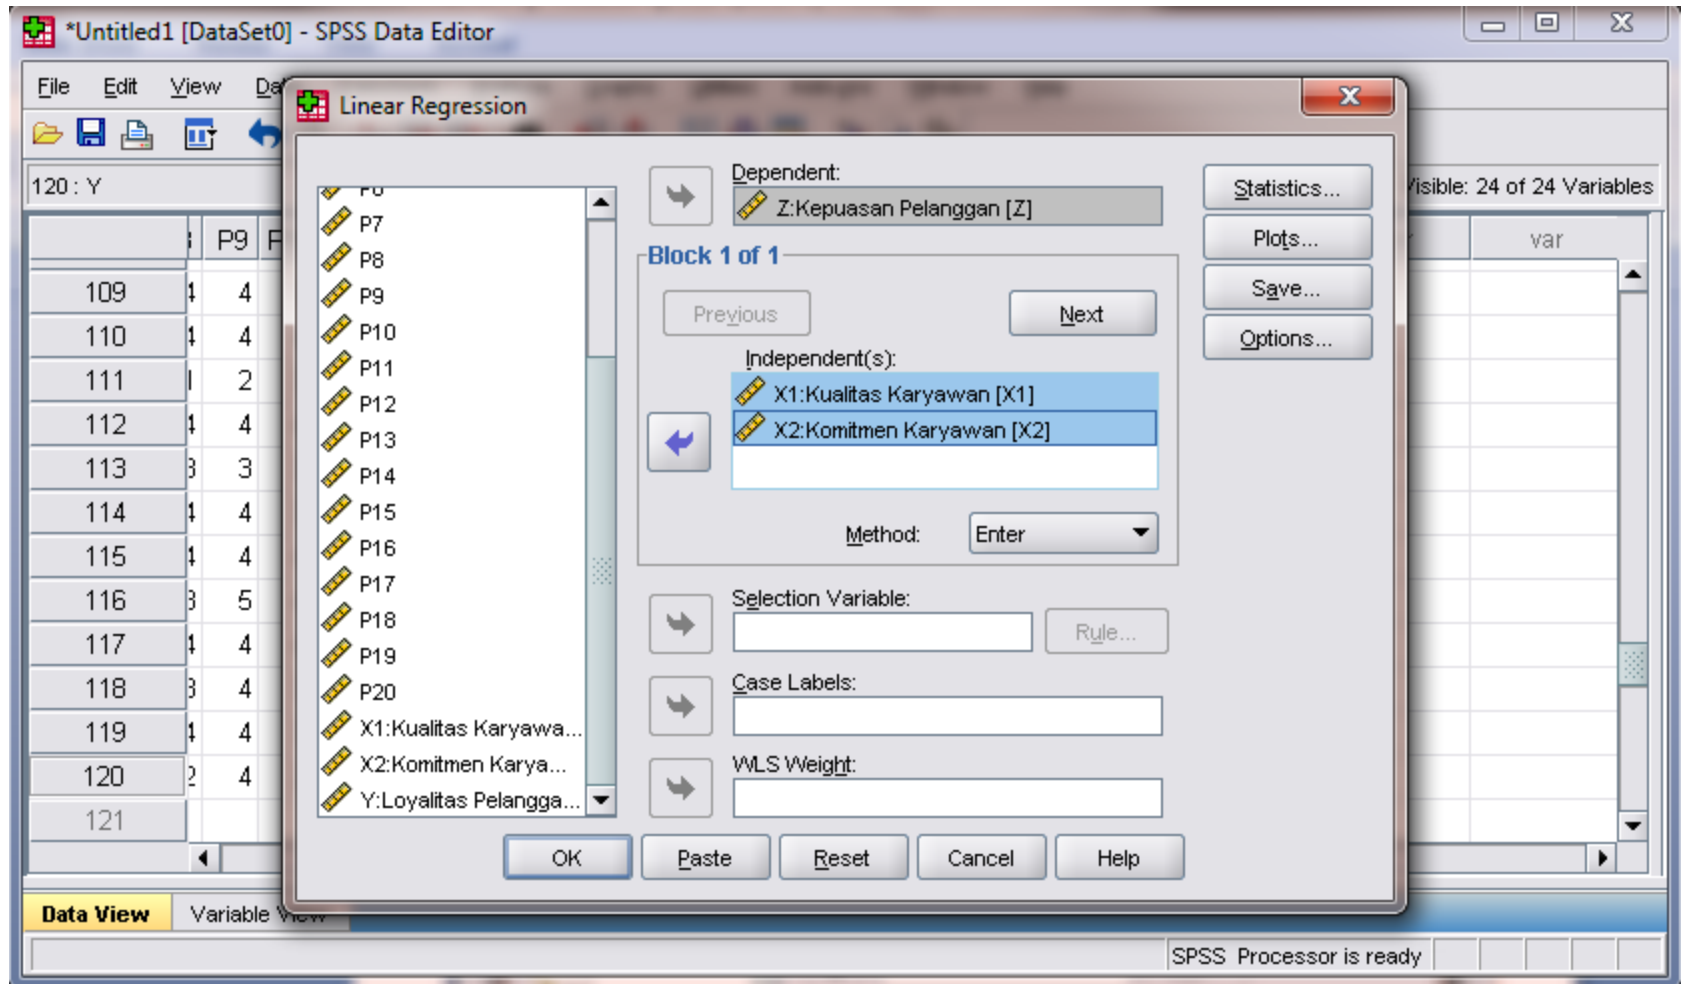 *Untitled1 [DataSet0] - SPSS Data Editor
File Edit View
Linear Regression
120 : Y
24 of 24 Variables
P9
var
109 4 4
110 4
111 2
112 4
113 3
114 4
115 4
116 5
117 4
118 4
119 4
120 4
121
P7
P8
P9
P10
P11
P12
P13
P14
P15
P16
P17
P18
P19
P20
X1:Kualitas Karyawa...
X2:Komitmen Karya...
Y:Loyalitas Pelangga...
Dependent:
Z:Kepuasan Pelanggan [Z]
Block 1 of 1
Previous Next
Independent(s):
X1:Kualitas Karyawan [X1]
X2:Komitmen Karyawan [X2]
Method: Enter
Selection Variable:
Rule...
Case Labels:
WLS Weight:
Statistics...
Plots...
Save...
Options...
OK Paste Reset Cancel Help
Data View Variable View
SPSS Processor is ready